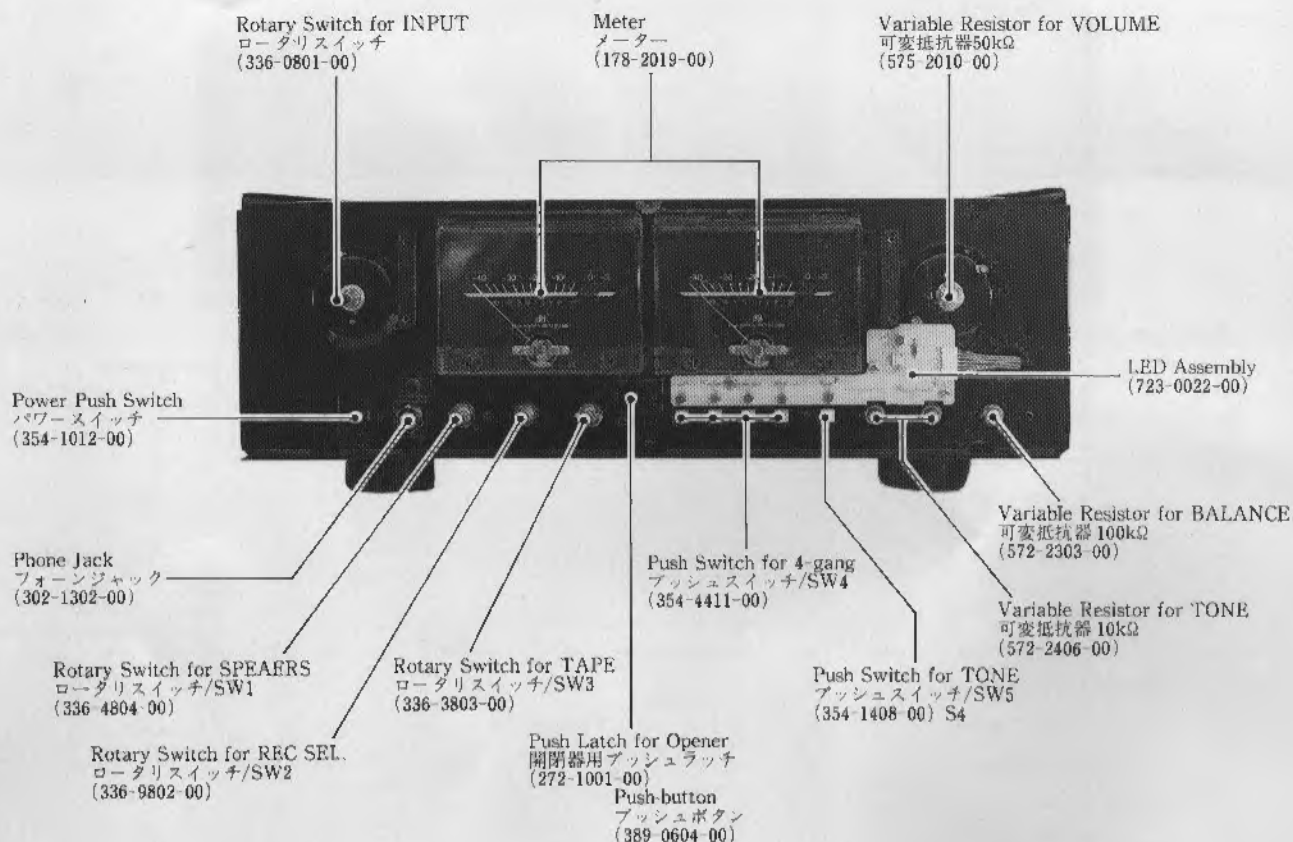 Rotary Switch for INPUT
ロータリスイッチ
(336-0801-00)
Meter
メーター
(178-2019-00)
Variable Resistor for VOLUME
可変抵抗器50kΩ
(575-2010-00)
LED Assembly
(723-0022-00)
Power Push Switch
パワースイッチ
(354-1012-00)
Variable Resistor for BALANCE
可変抵抗器 100kΩ
(572-2303-00)
Phone Jack
フォーンジャック
(302-1302-00)
Push Switch for 4-gang
プッシュスイッチ/SW4
(354-4411-00)
Variable Resistor for TONE
可変抵抗器 10kΩ
(572-2406-00)
Rotary Switch for SPEAERS
ロータリスイッチ/SW1
(336-4804-00)
Rotary Switch for TAPE
ロータリスイッチ/SW3
(336-3803-00)
Push Switch for TONE
プッシュスイッチ/SW5
(354-1408-00) S4
Rotary Switch for REC SEL.
ロータリスイッチ/SW2
(336-9802-00)
Push Latch for Opener
開閉器用プッシュラッチ
(272-1001-00)
Push-button
プッシュボタン
(389-0604-00)